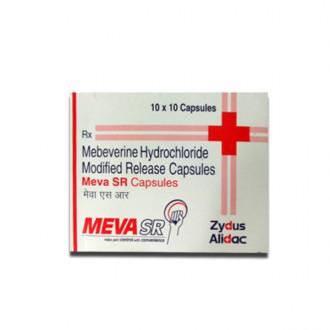 10 x 10 Capsules
Rx
Mebeverine Hydrochloride
Modified Release Capsules
Meva SR Capsules
मेवा एस आर
MEVA SR
Zydus
Alidac